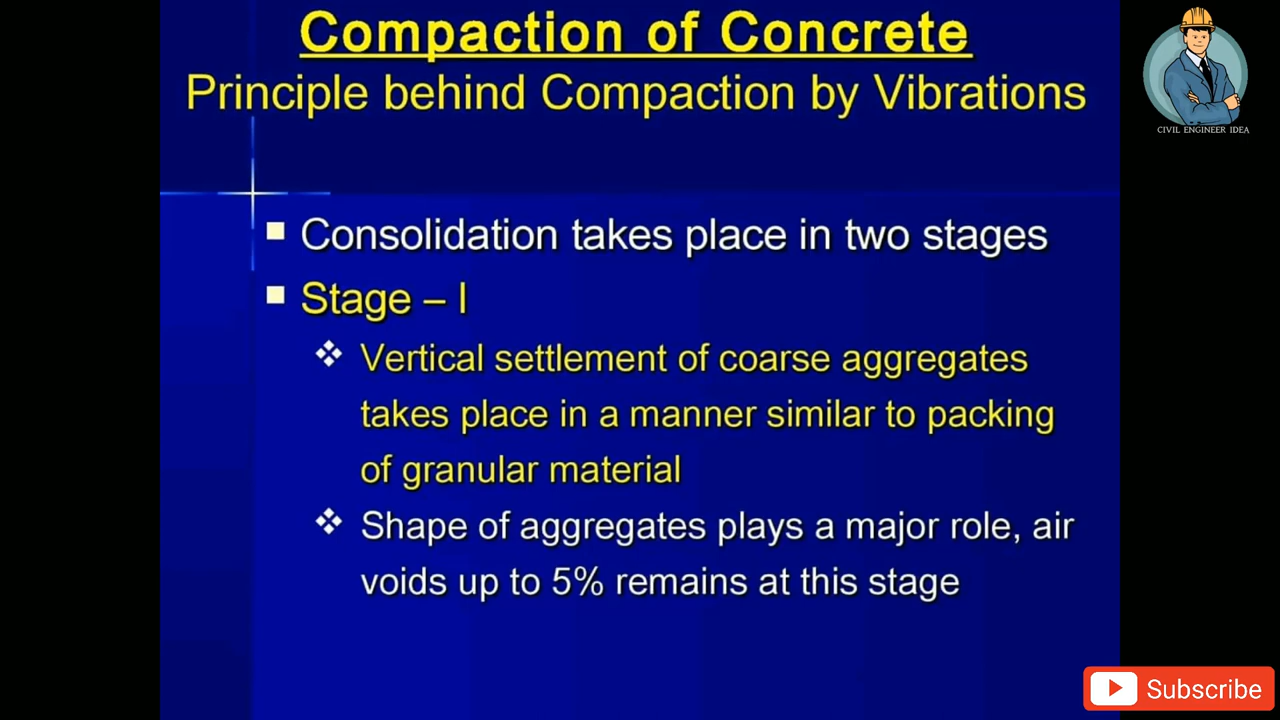 Compaction of Concrete
Principle behind Compaction by Vibrations
CIVIL ENGINEER IDEA
Consolidation takes place in two stages
Stage – I
Vertical settlement of coarse aggregates
takes place in a manner similar to packing
of granular material
Shape of aggregates plays a major role, air
voids up to 5% remains at this stage
Subscribe